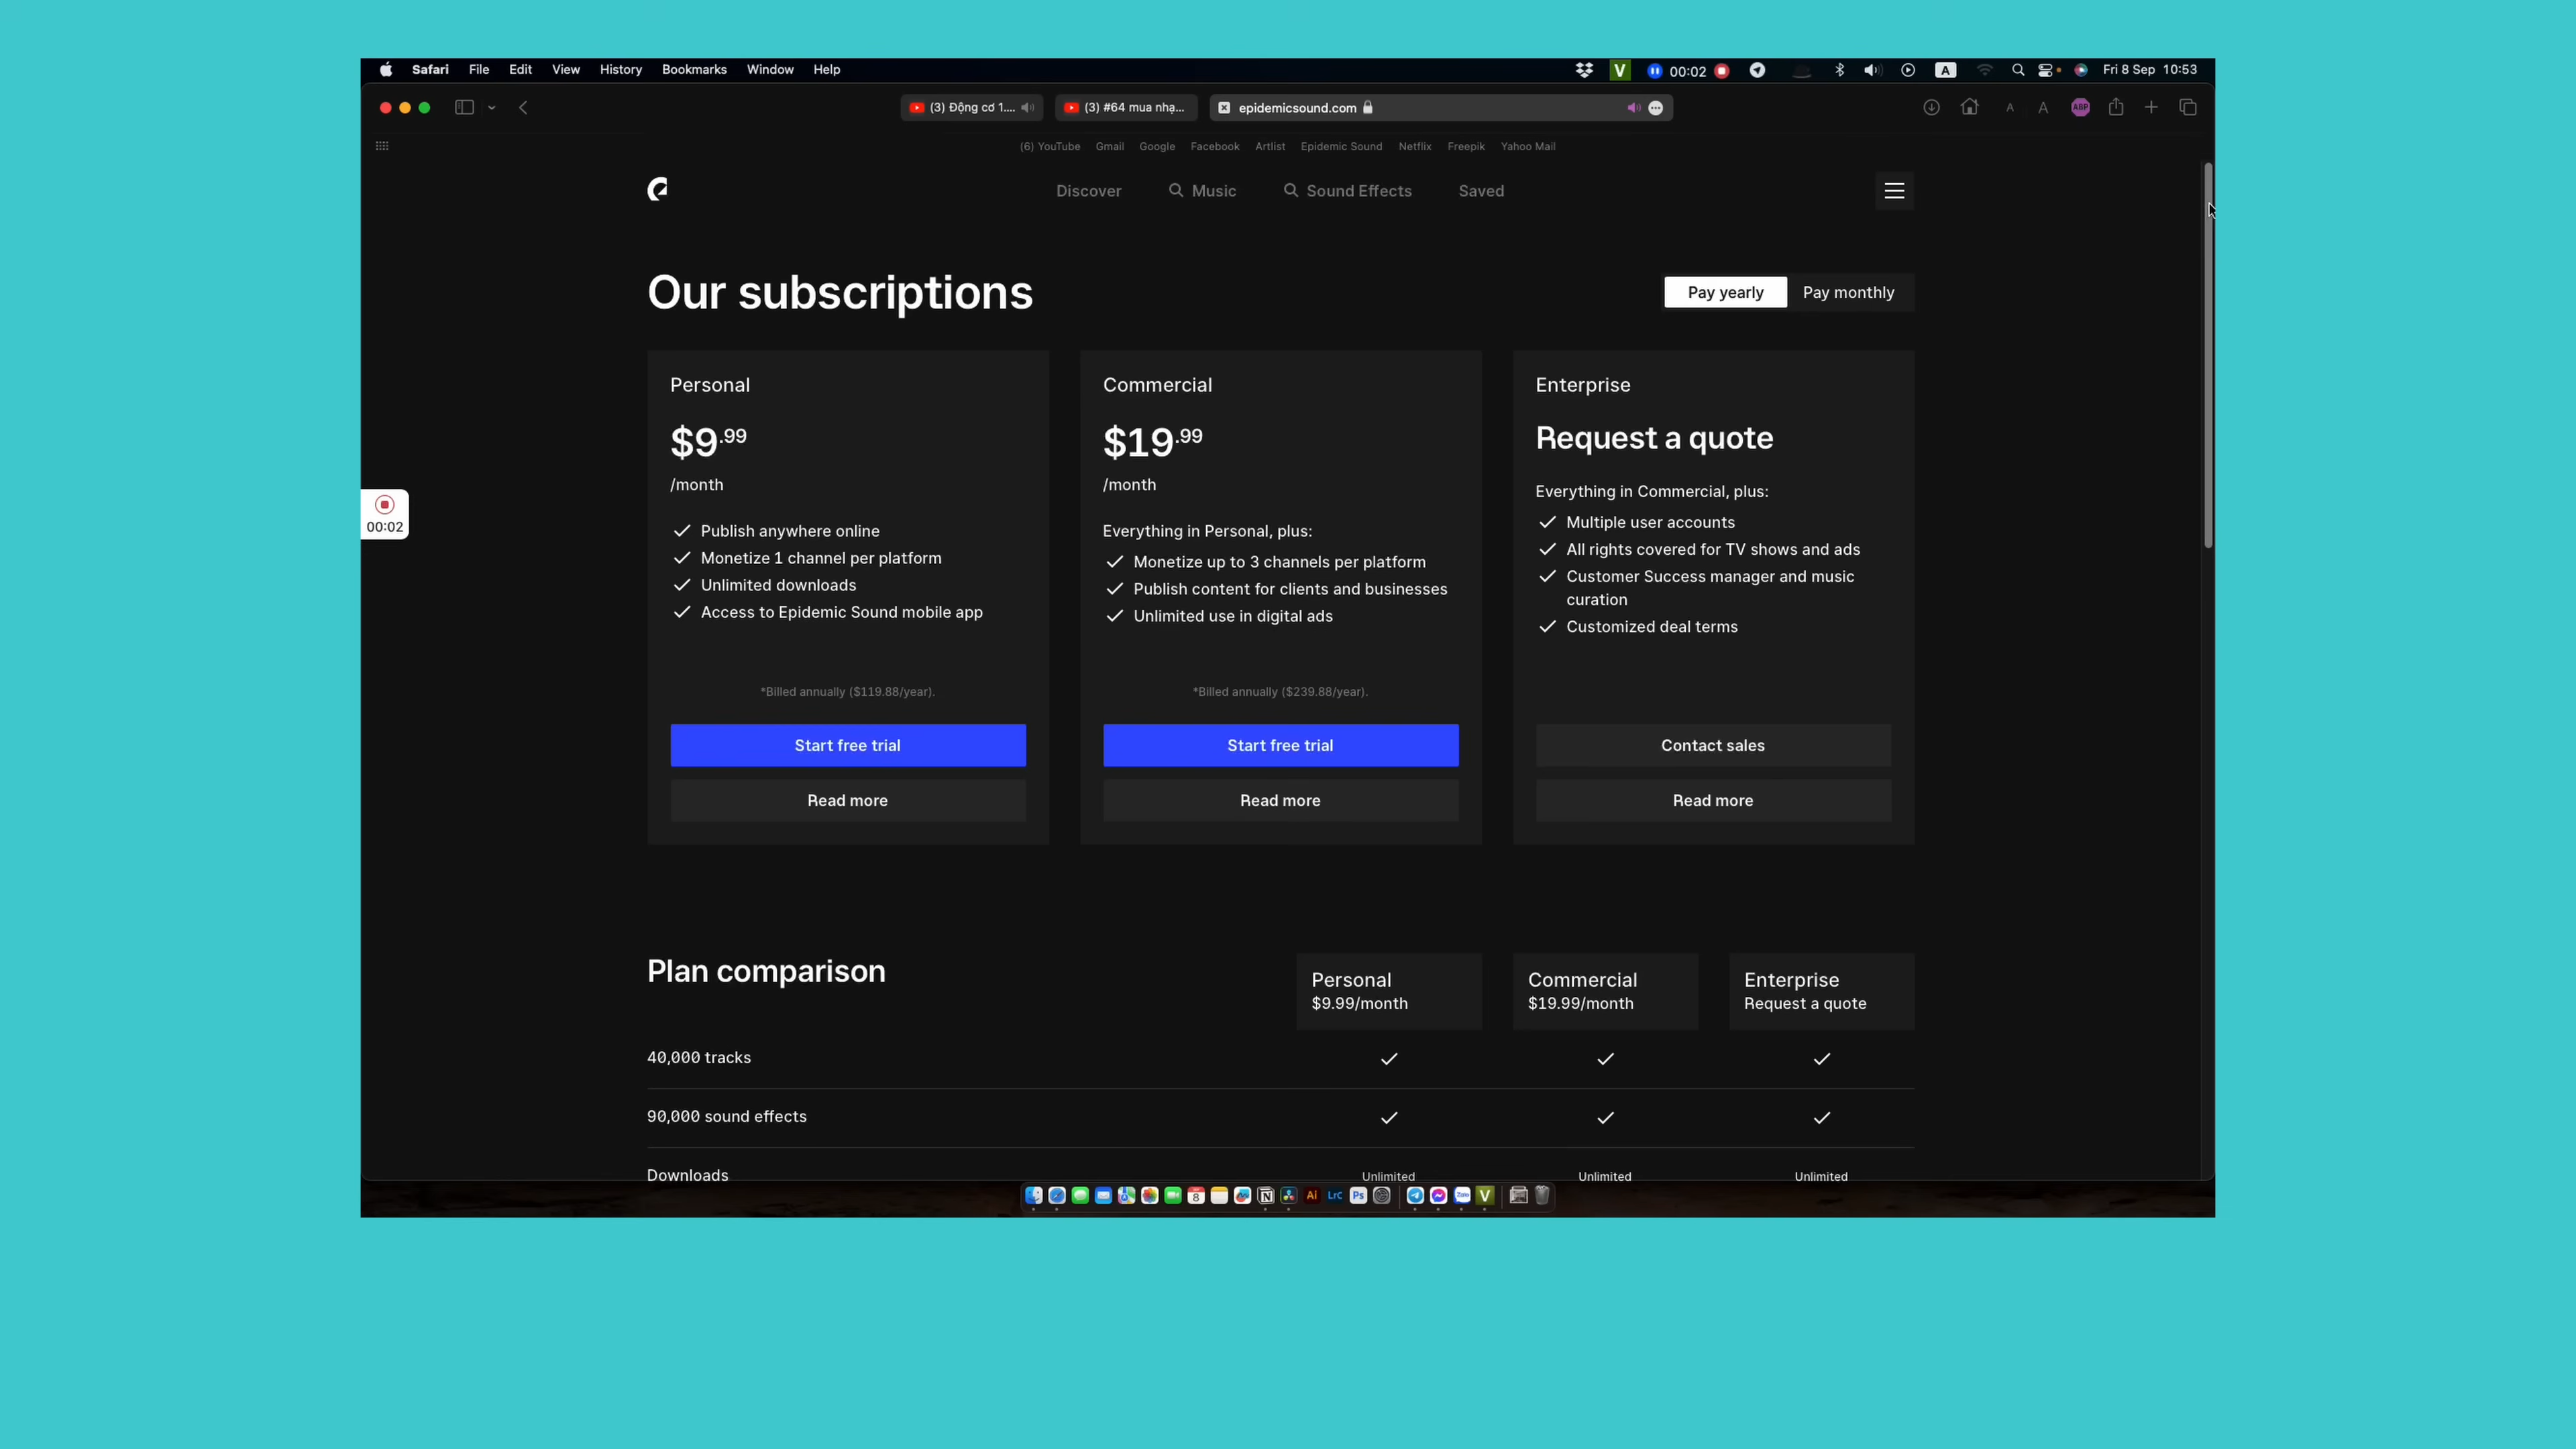 Safari File Edit View History Bookmarks Window Help
V 00:02 A Fri 8 Sep 10:53
(3) Động cơ 1.... (3) #64 mua nhạ... epidemicsound.com A A ABP
(6) YouTube Gmail Google Facebook Artlist Epidemic Sound Netflix Freepik Yahoo Mail
Discover Music Sound Effects Saved
Our subscriptions
Pay yearly Pay monthly
Personal
$9.99
/month
Publish anywhere online
Monetize 1 channel per platform
Unlimited downloads
Access to Epidemic Sound mobile app
*Billed annually ($119.88/year).
Start free trial
Read more
Commercial
$19.99
/month
Everything in Personal, plus:
Monetize up to 3 channels per platform
Publish content for clients and businesses
Unlimited use in digital ads
*Billed annually ($239.88/year).
Start free trial
Read more
Enterprise
Request a quote
Everything in Commercial, plus:
Multiple user accounts
All rights covered for TV shows and ads
Customer Success manager and music
curation
Customized deal terms
Contact sales
Read more
00:02
Plan comparison
Personal
$9.99/month
Commercial
$19.99/month
Enterprise
Request a quote
40,000 tracks
90,000 sound effects
Downloads Unlimited Unlimited Unlimited
8 N Ai LrC Ps Zalo V